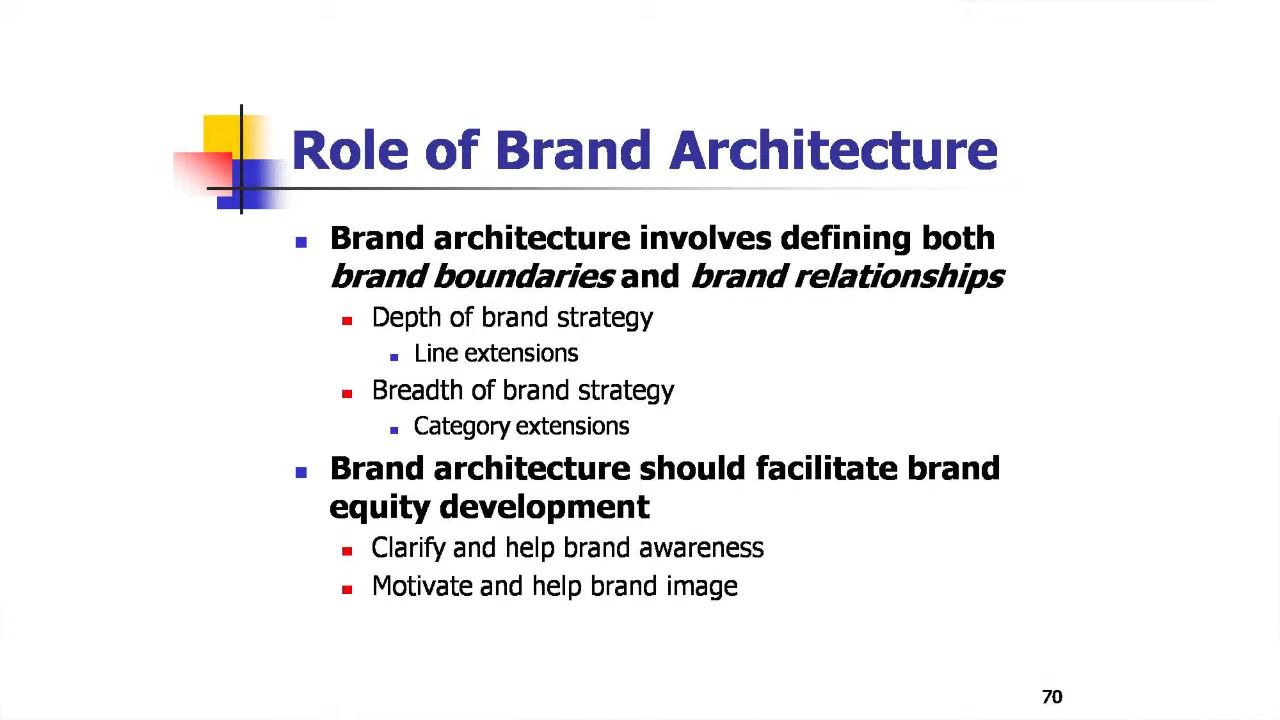 Role of Brand Architecture
Brand architecture involves defining both
brand boundaries and brand relationships
Depth of brand strategy
Line extensions
Breadth of brand strategy
Category extensions
Brand architecture should facilitate brand
equity development
Clarify and help brand awareness
Motivate and help brand image
70